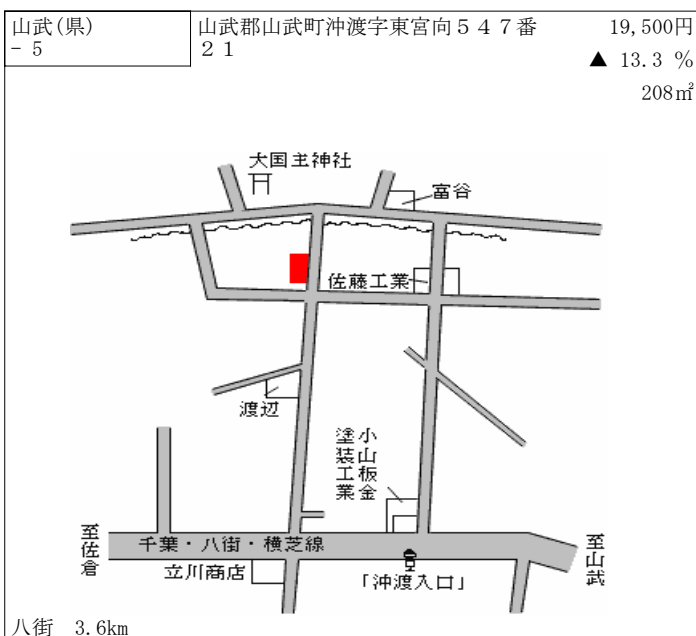 山武(県)
- 5
山武郡山武町沖渡字東宮向５４７番
２１
19,500円
▲ 13.3 %
208㎡
大国主神社
富谷
佐藤工業
渡辺
小山板金
塗装工業
至佐倉
千葉・八街・横芝線
至山武
立川商店
「沖渡入口」
八街 3.6km